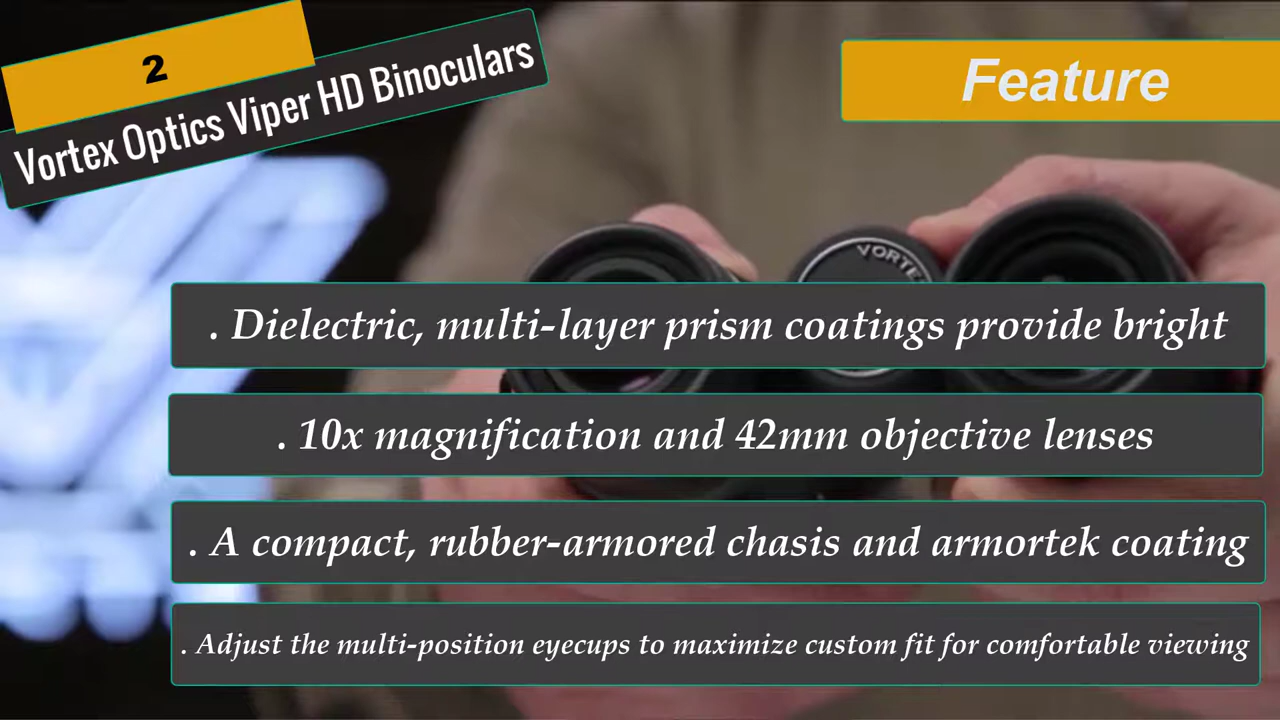 2
Vortex Optics Viper HD Binoculars
Feature
VORTE
. Dielectric, multi-layer prism coatings provide bright
. 10x magnification and 42mm objective lenses
. A compact, rubber-armored chasis and armortek coating
. Adjust the multi-position eyecups to maximize custom fit for comfortable viewing